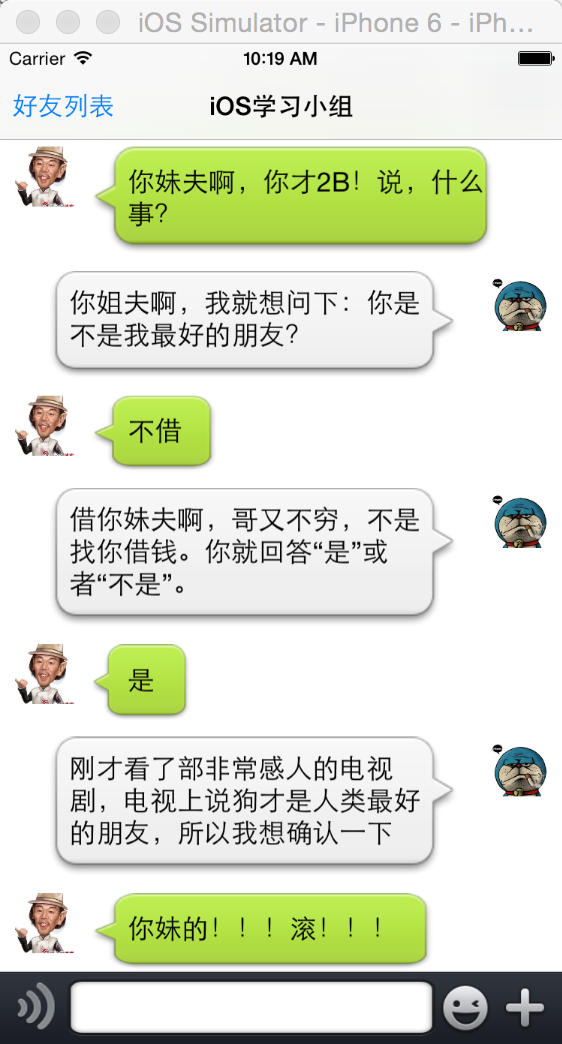 iOS Simulator - iPhone 6 - iPh...
Carrier 10:19 AM
好友列表 iOS学习小组
你妹夫啊，你才2B！说，什么
事？
你姐夫啊，我就想问下：你是
不是我最好的朋友？
不借
借你妹夫啊，哥又不穷，不是
找你借钱。你就回答“是”或
者“不是”。
是
刚才看了部非常感人的电视
剧，电视上说狗才是人类最好
的朋友，所以我想确认一下
你妹的！！！滚！！！